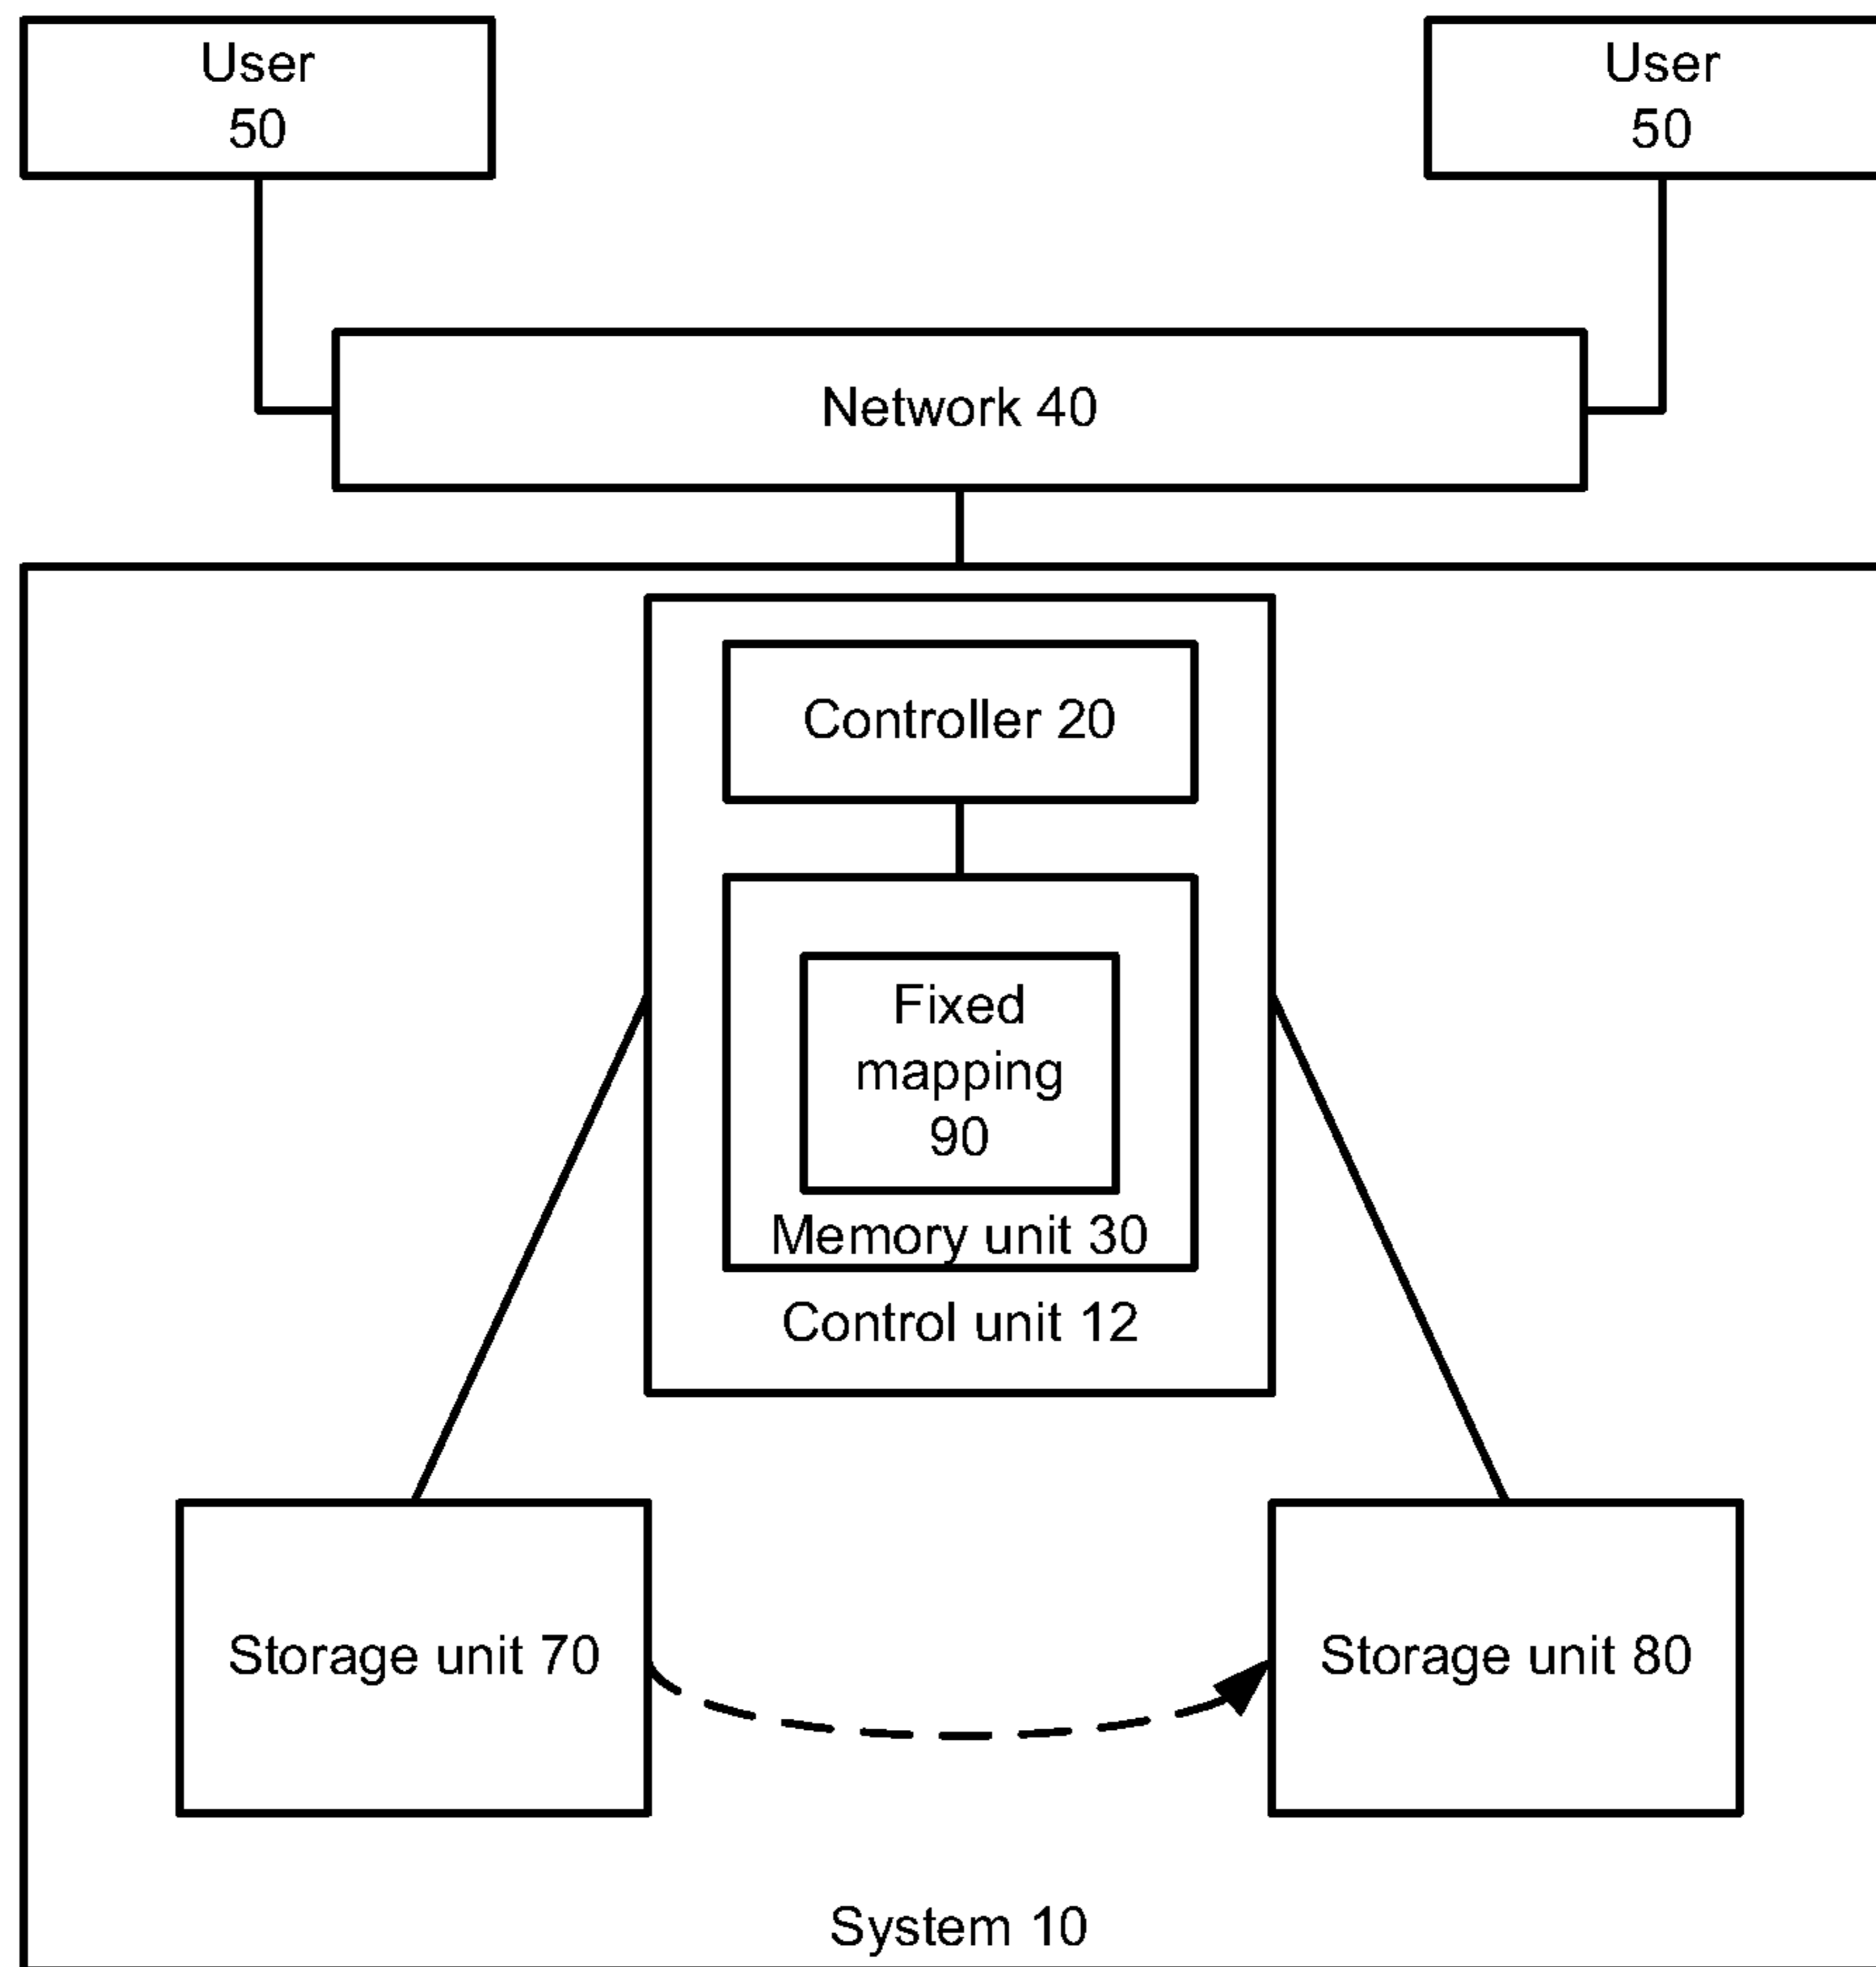 User
50
User
50
Network 40
Controller 20
Fixed
mapping
90
Memory unit 30
Control unit 12
Storage unit 70
Storage unit 80
System 10